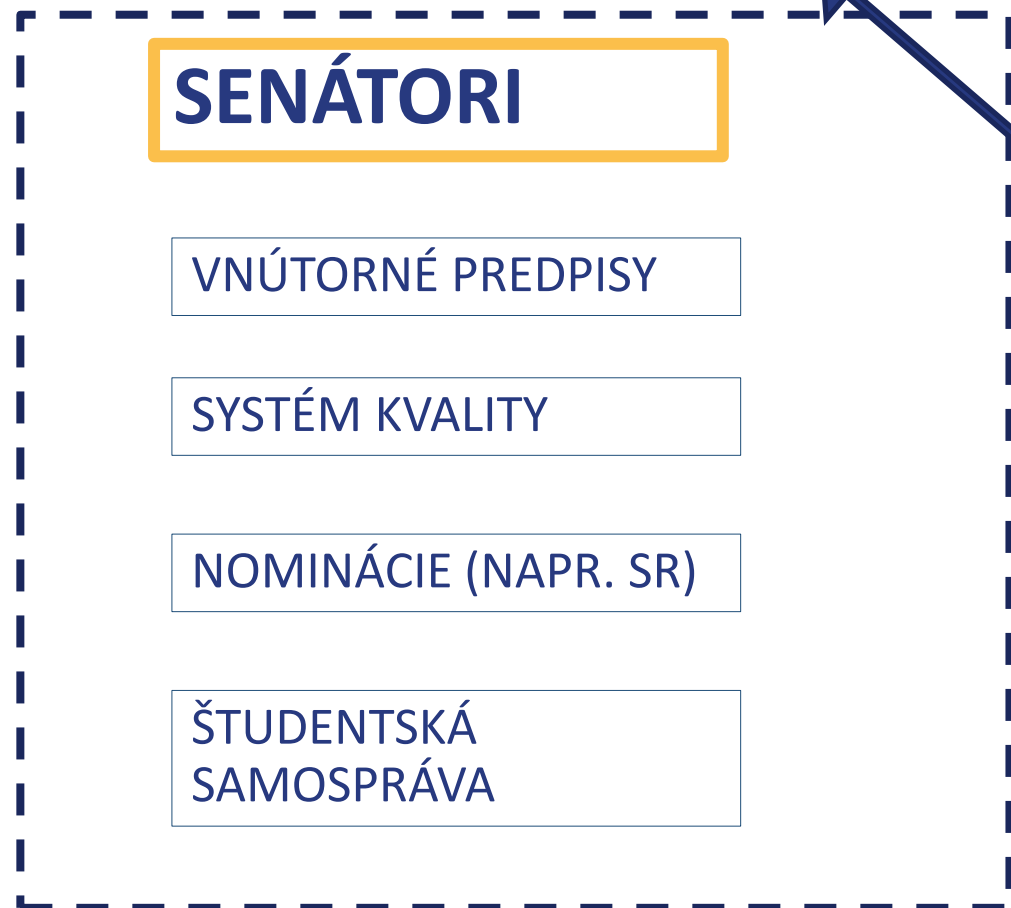 SENÁTORI
VNÚTORNÉ PREDPISY
SYSTÉM KVALITY
NOMINÁCIE (NAPR. SR)
ŠTUDENTSKÁ
SAMOSPRÁVA